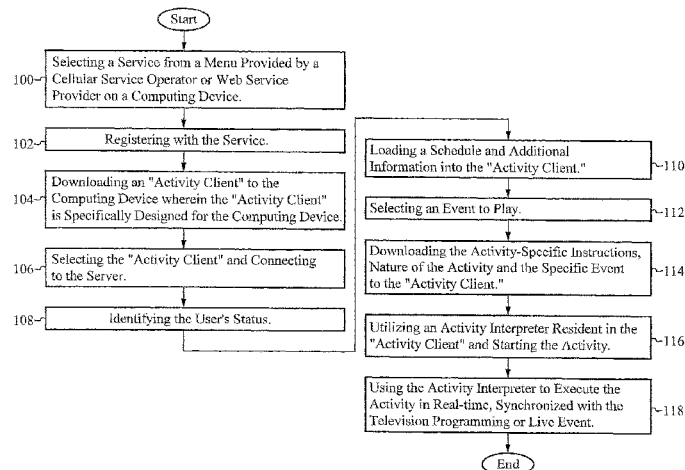 Start
100
Selecting a Service from a Menu Provided by a
Cellular Service Operator or Web Service
Provider on a Computing Device.
102
Registering with the Service.
104
Downloading an "Activity Client" to the
Computing Device wherein the "Activity Client"
is Specifically Designed for the Computing Device.
106
Selecting the "Activity Client" and Connecting
to the Server.
108
Identifying the User's Status.
Loading a Schedule and Additional
Information into the "Activity Client."
110
Selecting an Event to Play.
112
Downloading the Activity-Specific Instructions,
Nature of the Activity and the Specific Event
to the "Activity Client."
114
Utilizing an Activity Interpreter Resident in the
"Activity Client" and Starting the Activity.
116
Using the Activity Interpreter to Execute the
Activity in Real-time, Synchronized with the
Television Programming or Live Event.
118
End